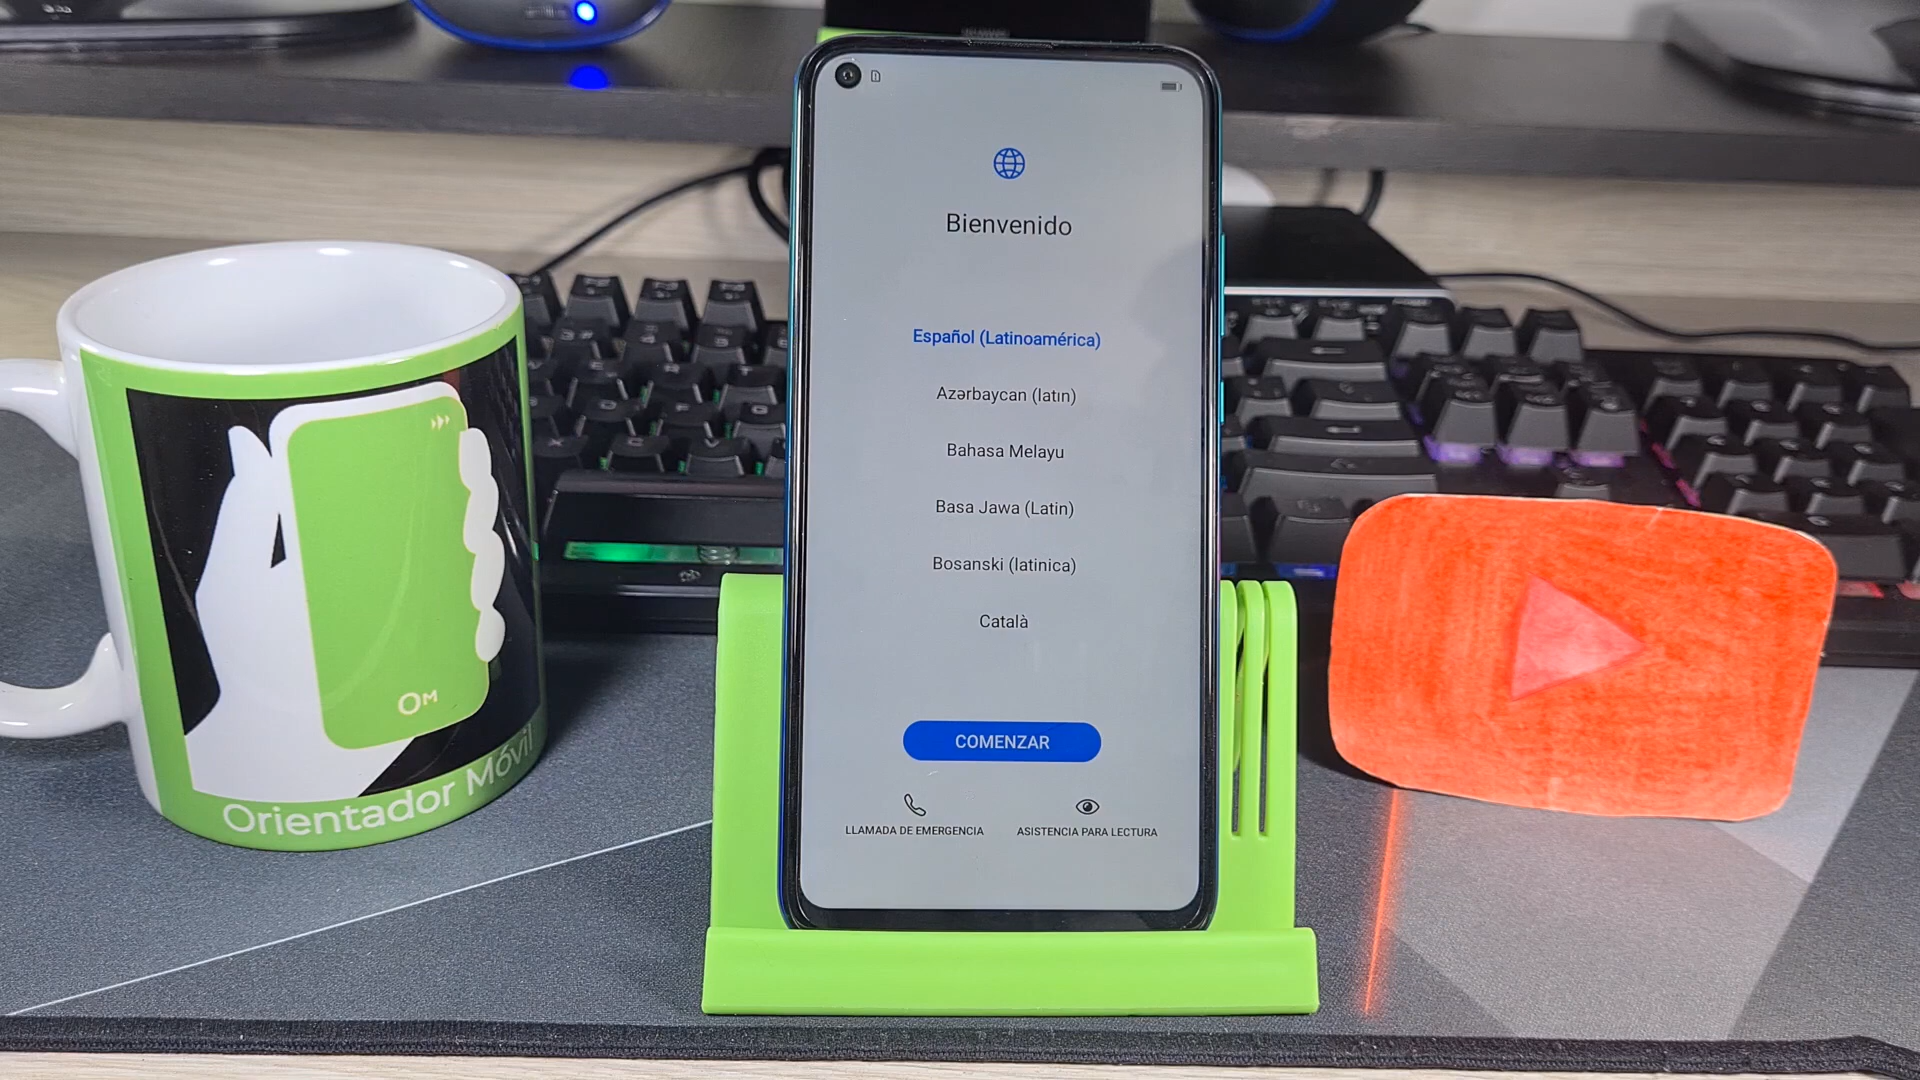 Bienvenido
Español (Latinoamérica)
Azərbaycan (latın)
Bahasa Melayu
Basa Jawa (Latin)
Bosanski (latinica)
Català
COMENZAR
LLAMADA DE EMERGENCIA
ASISTENCIA PARA LECTURA
OM
Orientador Móvil